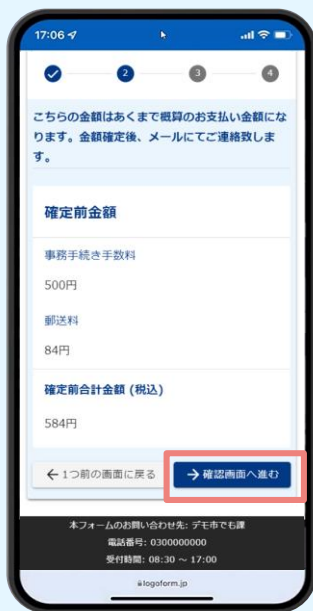 17:06
2
3
4
こちらの金額はあくまで概算のお支払い金額にな
ります。金額確定後、メールにてご連絡致しま
す。
確定前金額
事務手続き手数料
500円
郵送料
84円
確定前合計金額 (税込)
584円
← 1つ前の画面に戻る
→ 確認画面へ進む
本フォームのお問い合わせ先: デモ市でも課
電話番号: 0300000000
受付時間: 08:30 ~ 17:00
logoform.jp